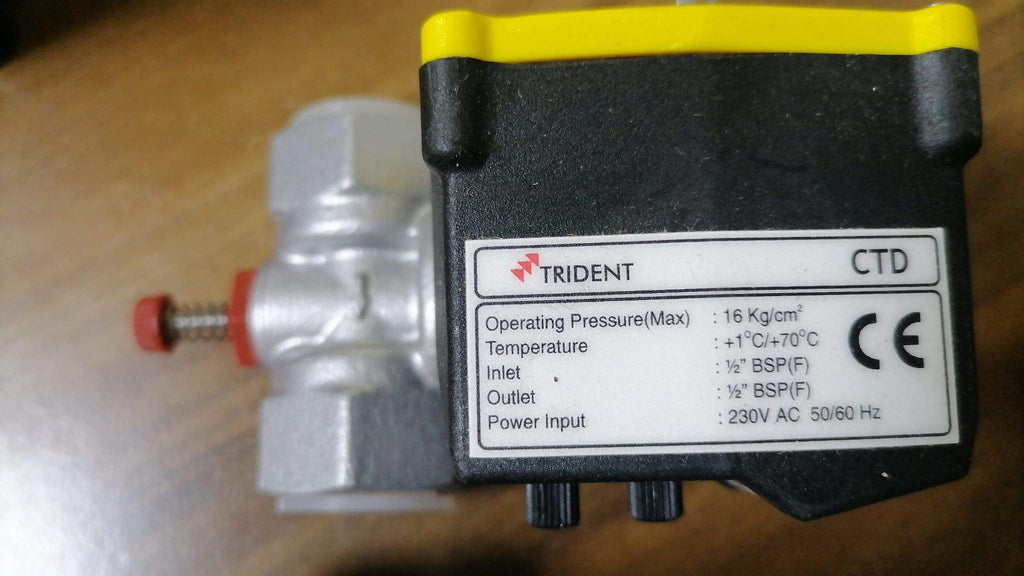 TRIDENT
CTD
Operating Pressure(Max) : 16 Kg/cm²
Temperature : +1°C/+70°C
Inlet : ½" BSP(F)
Outlet : ½" BSP(F)
Power Input : 230V AC 50/60 Hz
CE